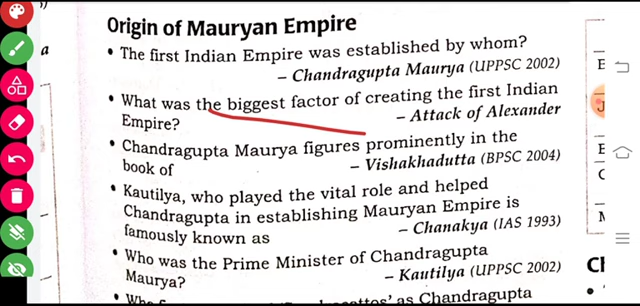 Origin of Mauryan Empire
• The first Indian Empire was established by whom?
– Chandragupta Maurya (UPPSC 2002)
• What was the biggest factor of creating the first Indian
Empire? – Attack of Alexander
• Chandragupta Maurya figures prominently in the
book of – Vishakhadutta (BPSC 2004)
• Kautilya, who played the vital role and helped
Chandragupta in establishing Mauryan Empire is
famously known as – Chanakya (IAS 1993)
• Who was the Prime Minister of Chandragupta
Maurya? – Kautilya (UPPSC 2002)
as Chandragupta
a
E
J
E
C